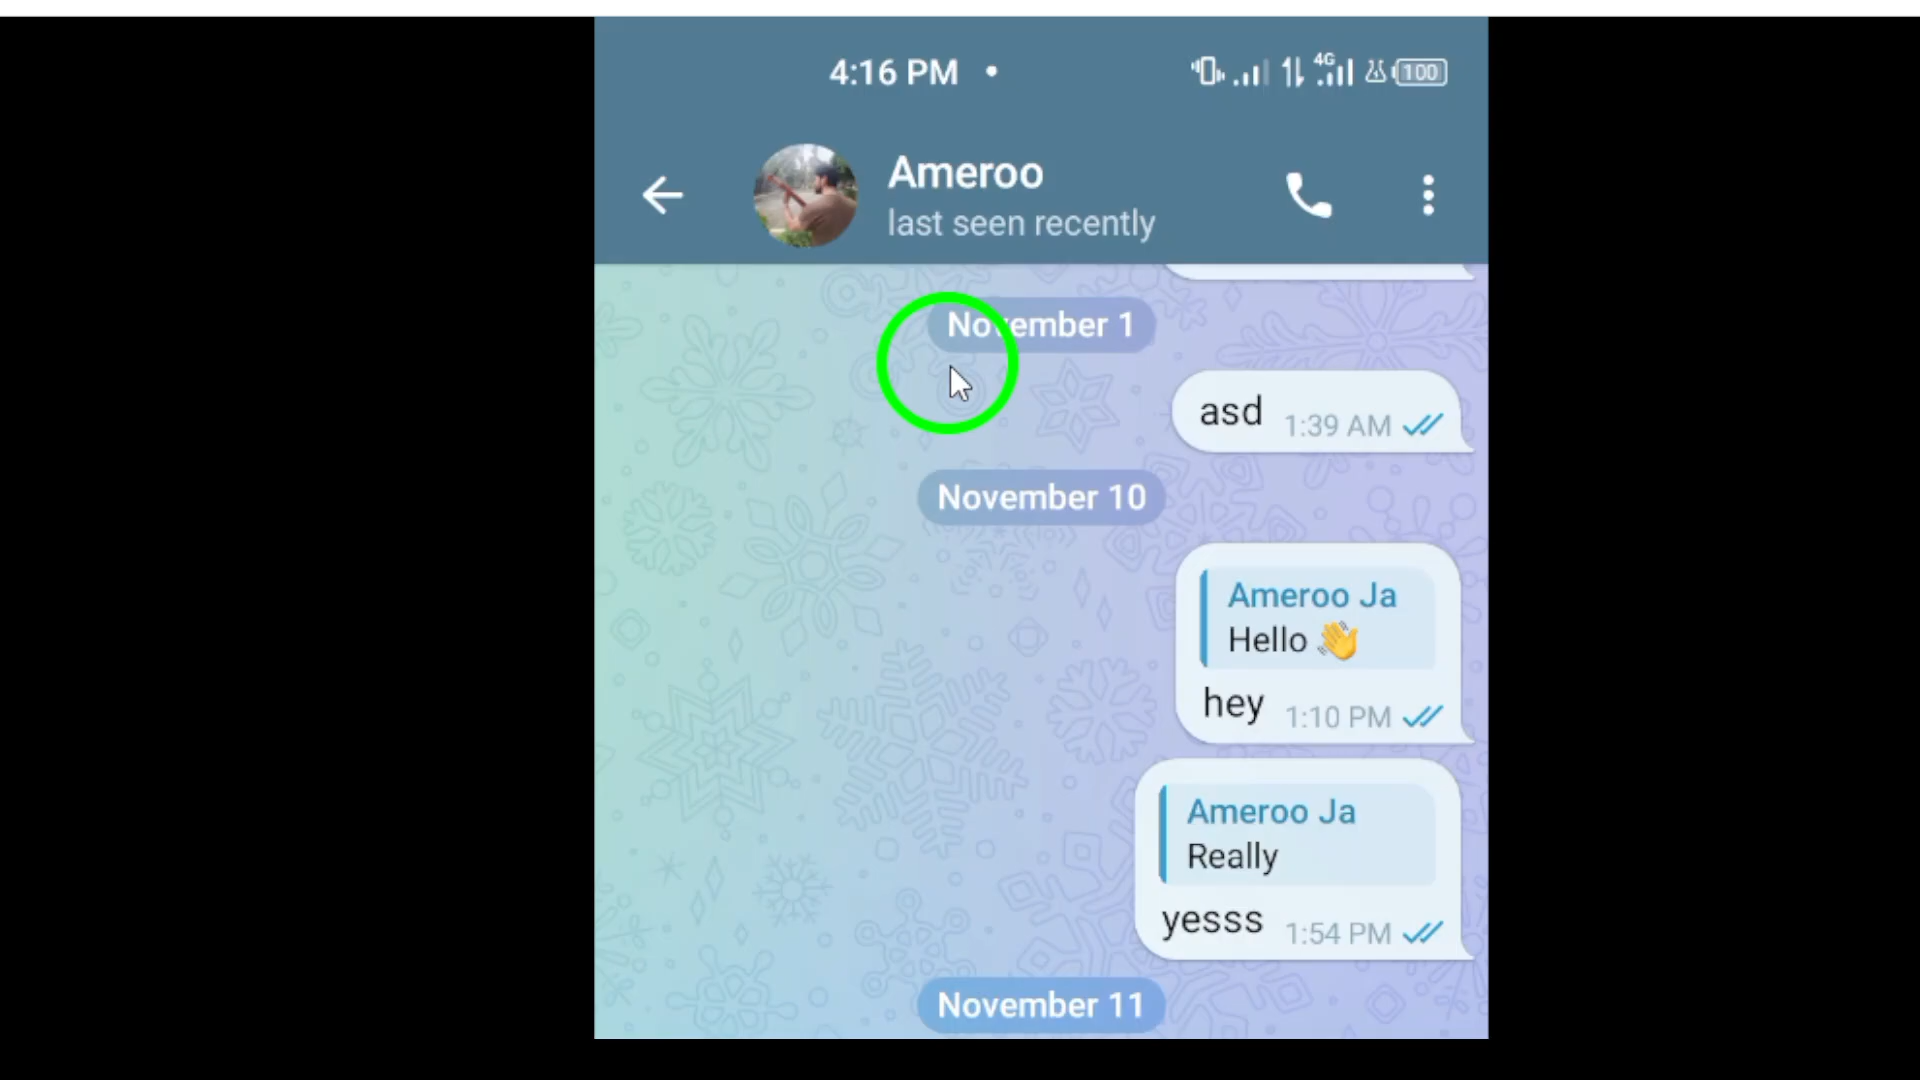 4:16 PM
4G
100
Ameroo
last seen recently
November 1
asd 1:39 AM
November 10
Ameroo Ja
Hello 👋
hey 1:10 PM
Ameroo Ja
Really
yesss 1:54 PM
November 11